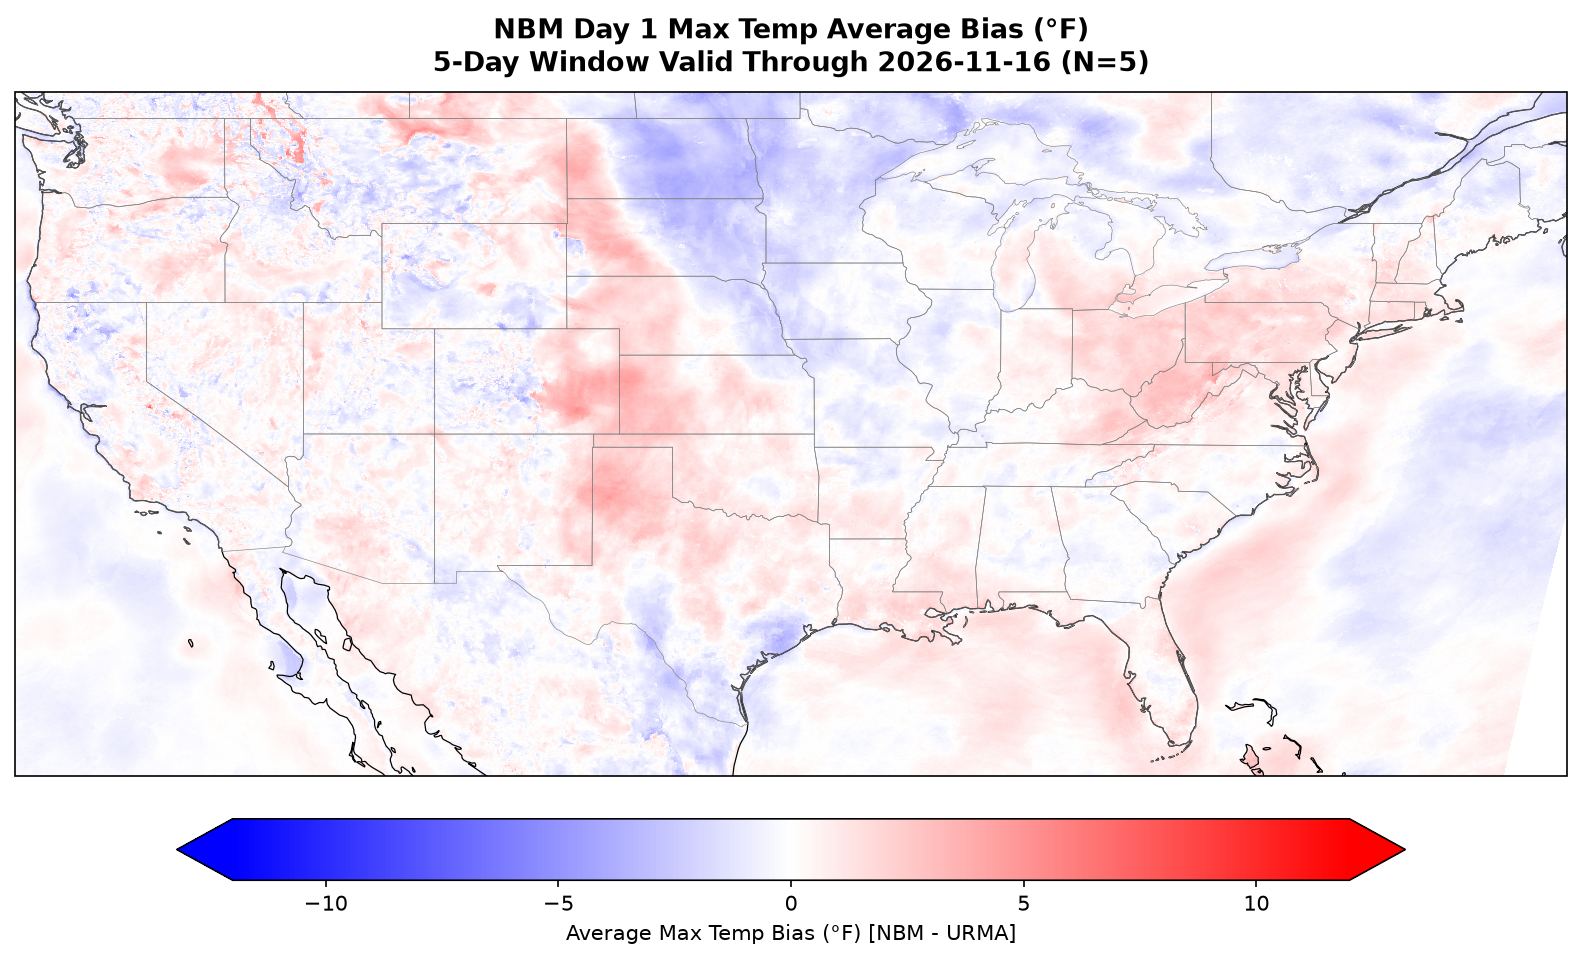 NBM Day 1 Max Temp Average Bias (°F)
5-Day Window Valid Through 2026-11-16 (N=5)
−10 −5 0 5 10
Average Max Temp Bias (°F) [NBM - URMA]